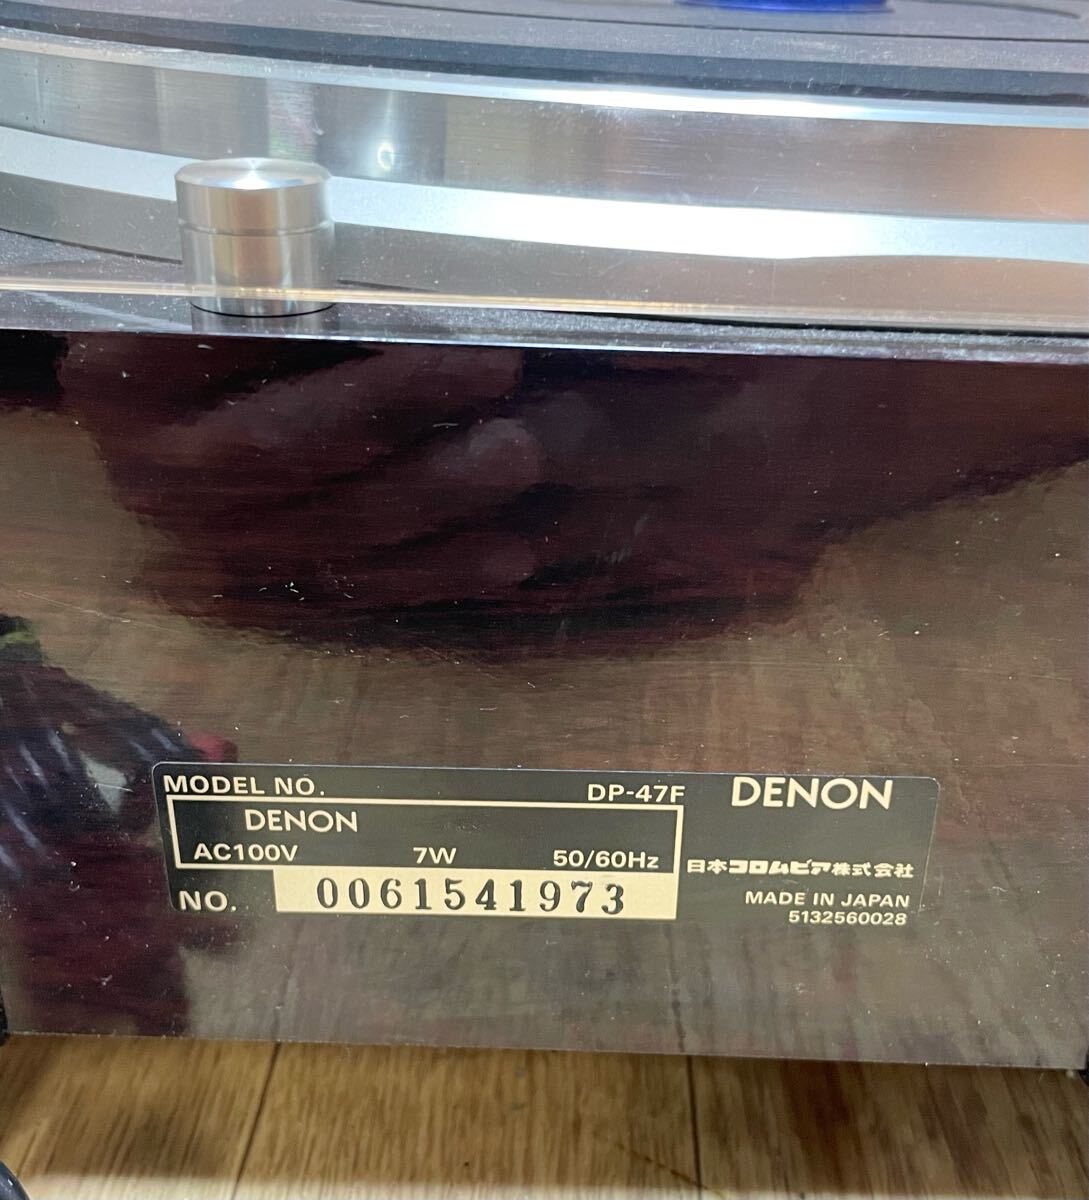 MODEL NO. DP-47F
DENON
AC100V 7W 50/60Hz
NO. 0061541973
DENON
日本コロムビア株式会社
MADE IN JAPAN
5132560028